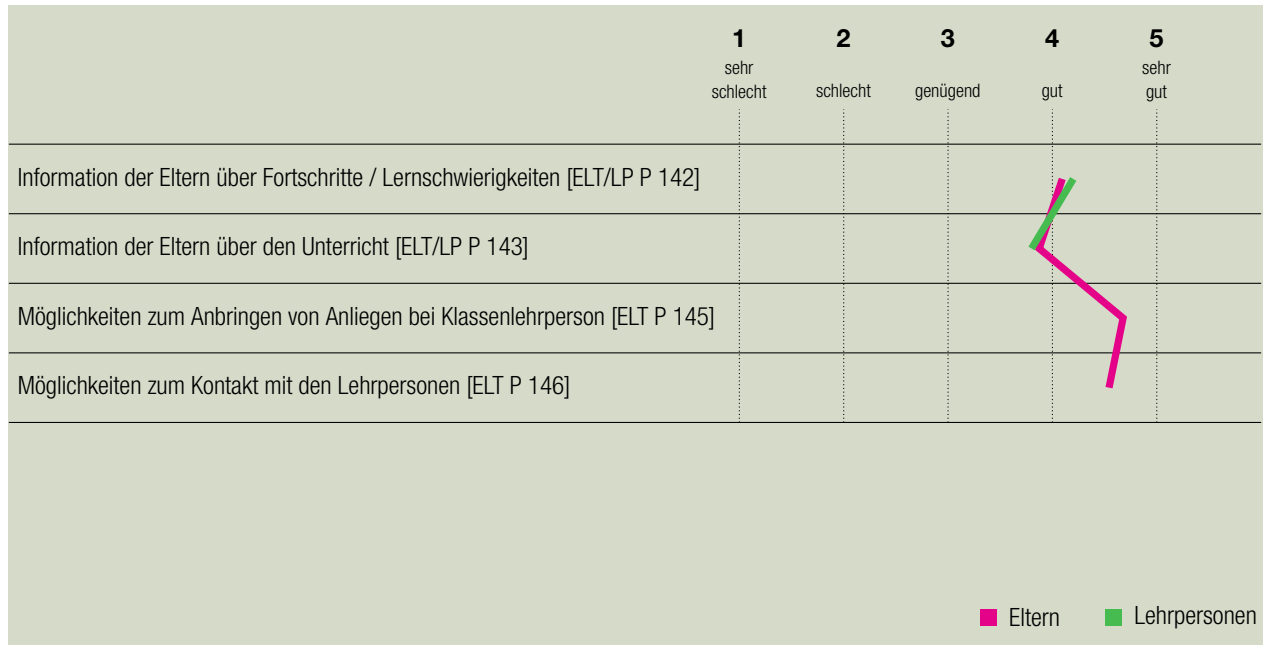 1 2 3 4 5
sehr schlecht schlecht genügend gut sehr gut
Information der Eltern über Fortschritte / Lernschwierigkeiten [ELT/LP P 142]
Information der Eltern über den Unterricht [ELT/LP P 143]
Möglichkeiten zum Anbringen von Anliegen bei Klassenlehrperson [ELT P 145]
Möglichkeiten zum Kontakt mit den Lehrpersonen [ELT P 146]
Eltern Lehrpersonen